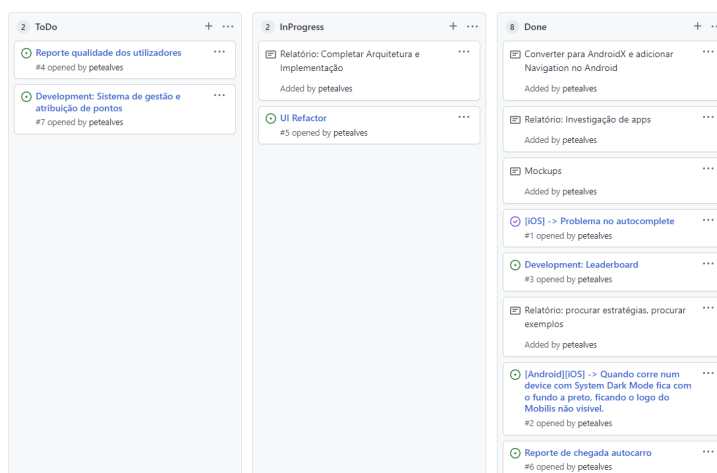 2 ToDo
Reporte qualidade dos utilizadores
#4 opened by petealves
Development: Sistema de gestão e
atribuição de pontos
#7 opened by petealves
2 InProgress
Relatório: Completar Arquitetura e
Implementação
Added by petealves
UI Refactor
#5 opened by petealves
8 Done
Converter para AndroidX e adicionar
Navigation no Android
Added by petealves
Relatório: Investigação de apps
Added by petealves
Mockups
Added by petealves
[iOS] -> Problema no autocomplete
#1 opened by petealves
Development: Leaderboard
#3 opened by petealves
Relatório: procurar estratégias, procurar
exemplos
Added by petealves
[Android][iOS] -> Quando corre num
device com System Dark Mode fica com
o fundo a preto, ficando o logo do
Mobilis não visível.
#2 opened by petealves
Reporte de chegada autocarro
#6 opened by petealves